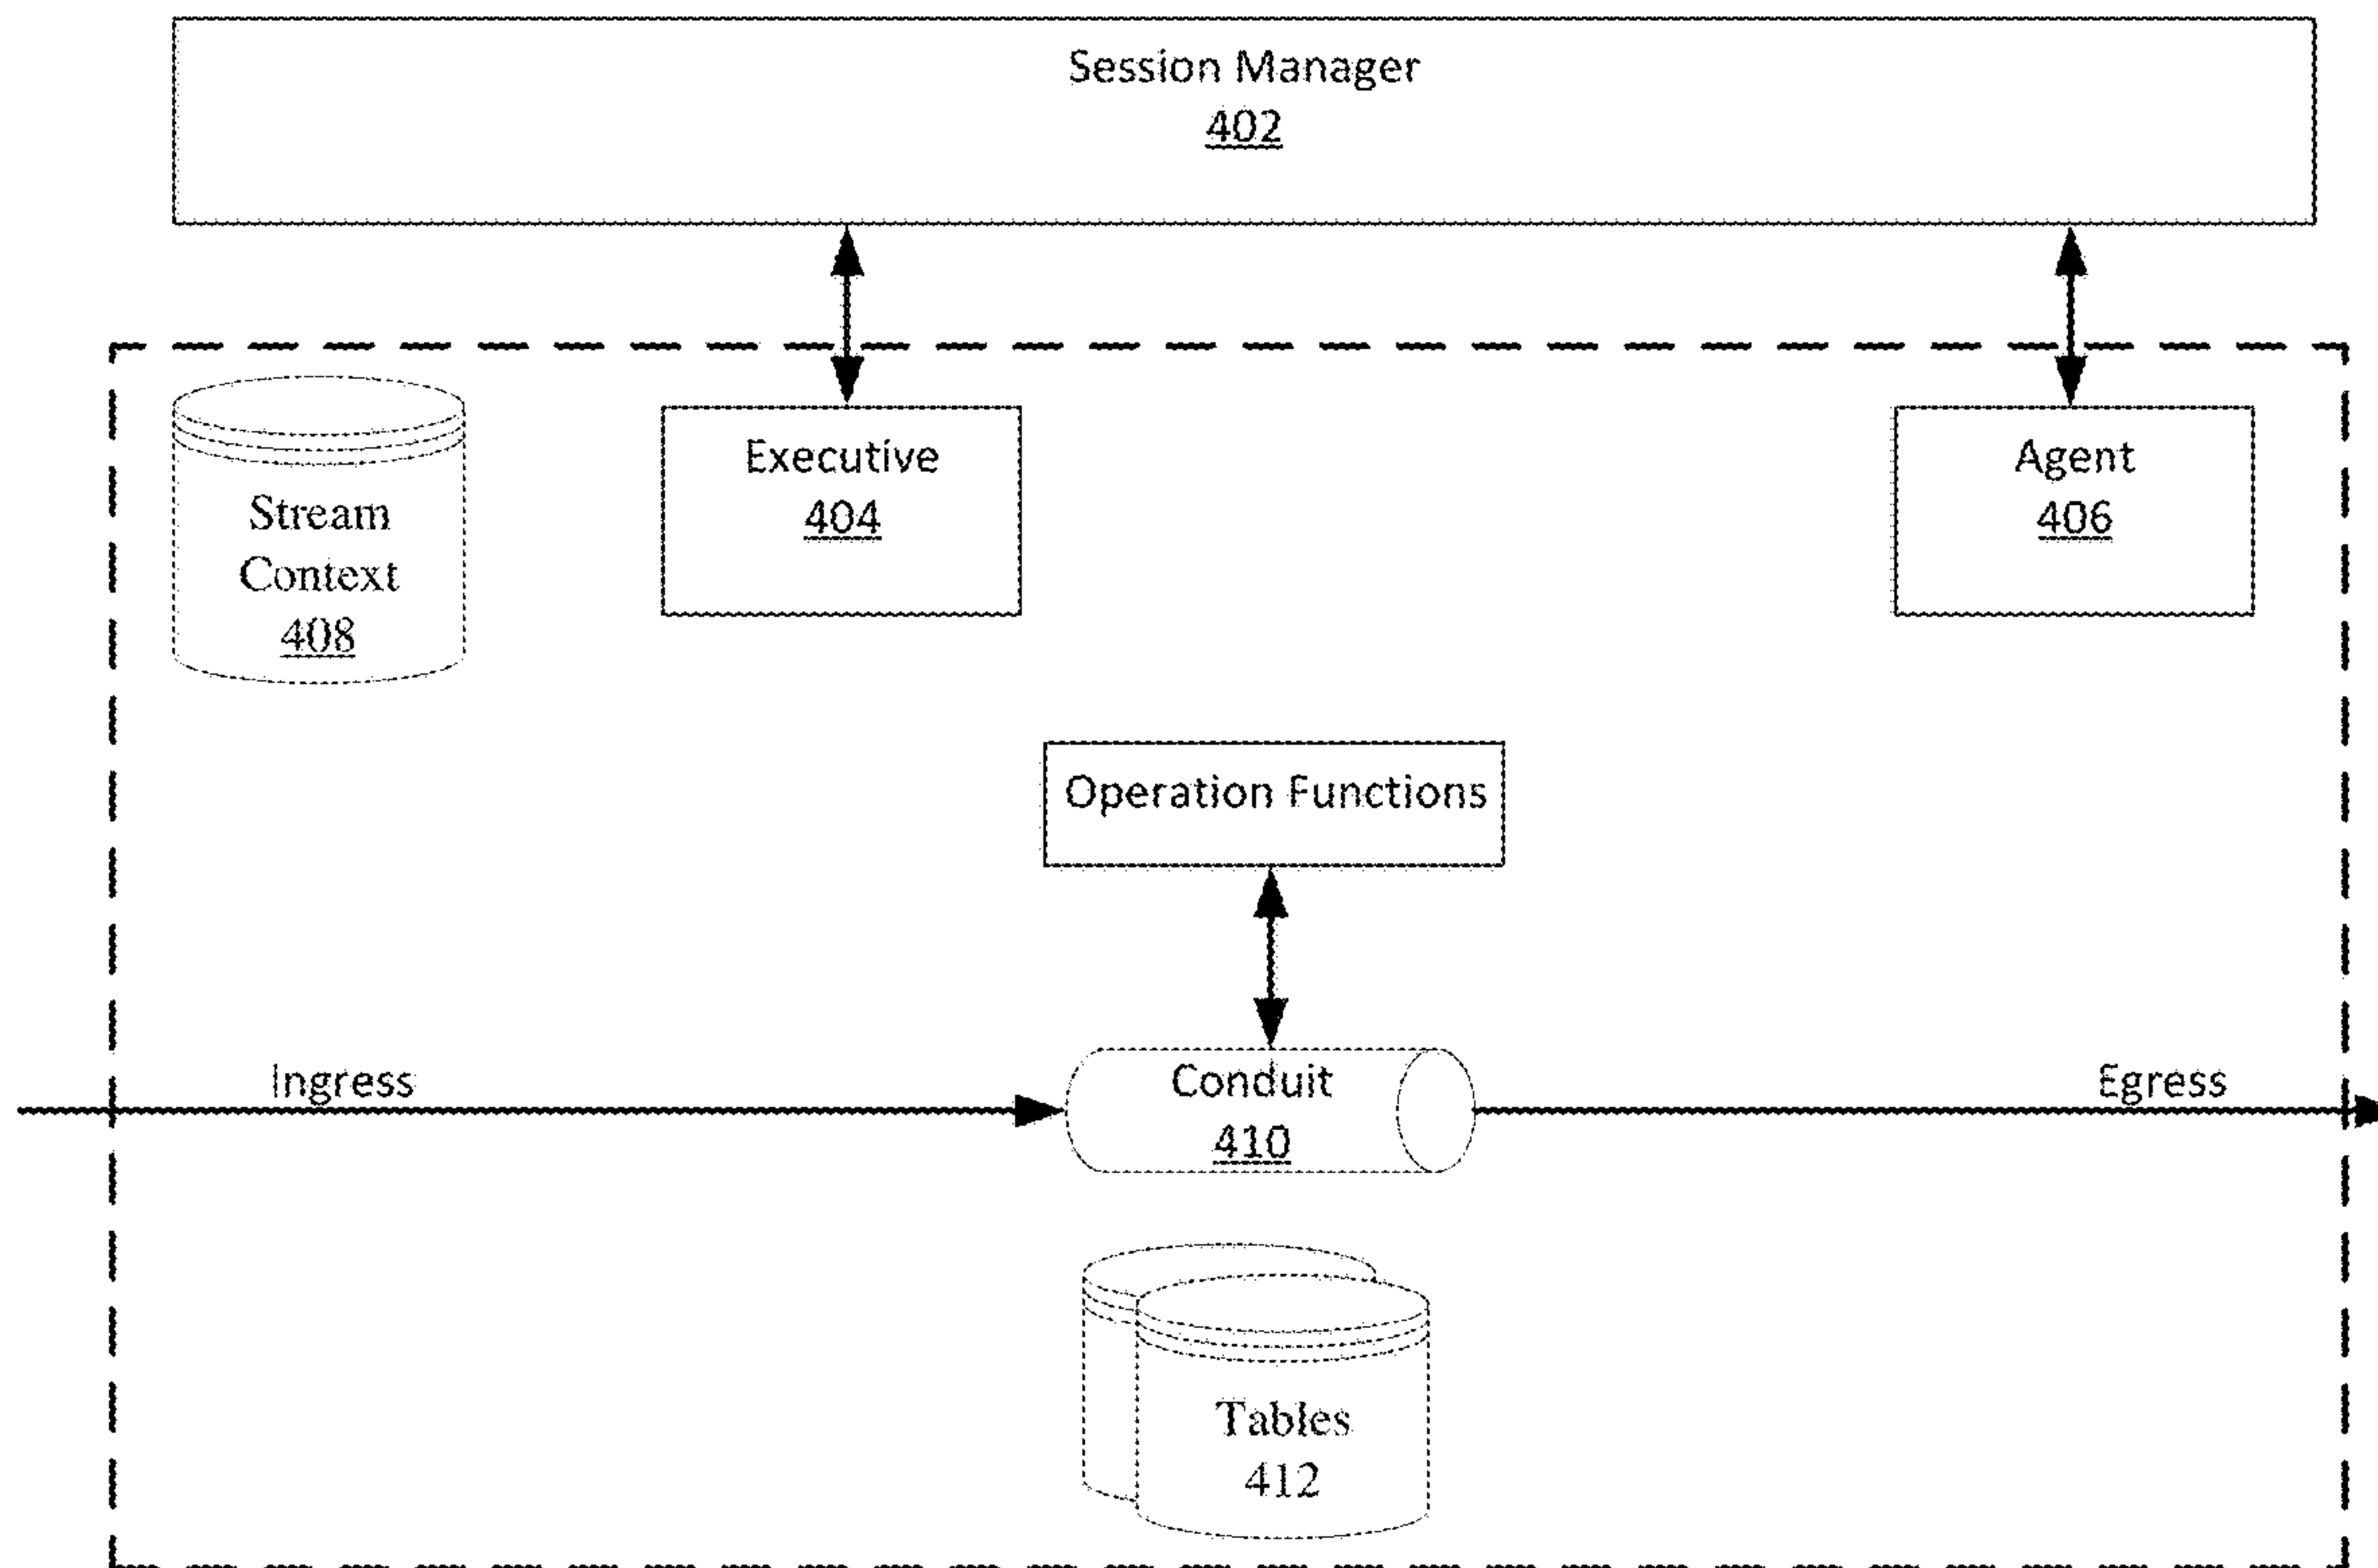 Session Manager
402
Executive
404
Agent
406
Stream
Context
408
Operation Functions
Ingress
Conduit
410
Egress
Tables
412